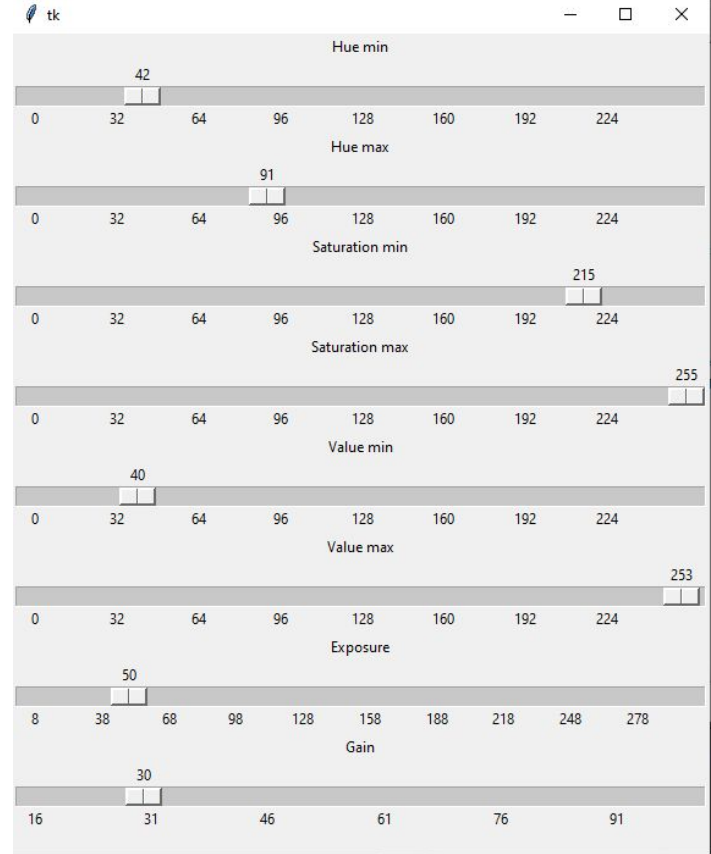 tk
Hue min
42
0 32 64 96 128 160 192 224
Hue max
91
0 32 64 96 128 160 192 224
Saturation min
215
0 32 64 96 128 160 192 224
Saturation max
255
0 32 64 96 128 160 192 224
Value min
40
0 32 64 96 128 160 192 224
Value max
253
0 32 64 96 128 160 192 224
Exposure
50
8 38 68 98 128 158 188 218 248 278
Gain
30
16 31 46 61 76 91